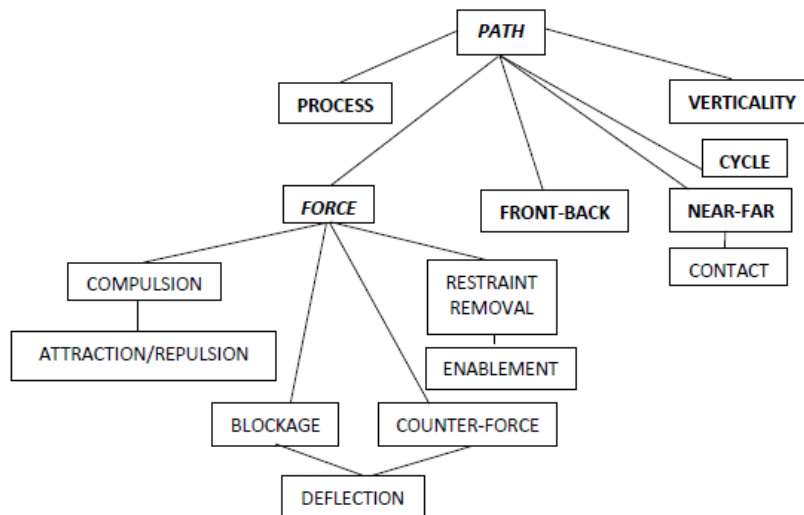 PATH
PROCESS
VERTICALITY
CYCLE
FORCE
FRONT-BACK
NEAR-FAR
COMPULSION
RESTRAINT
REMOVAL
CONTACT
ATTRACTION/REPULSION
ENABLEMENT
BLOCKAGE
COUNTER-FORCE
DEFLECTION